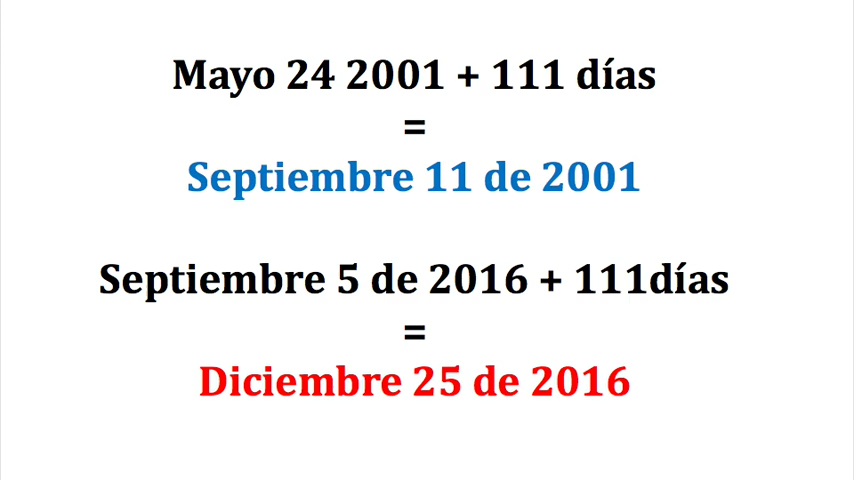 Mayo 24 2001 + 111 días
=
Septiembre 11 de 2001
Septiembre 5 de 2016 + 111días
=
Diciembre 25 de 2016